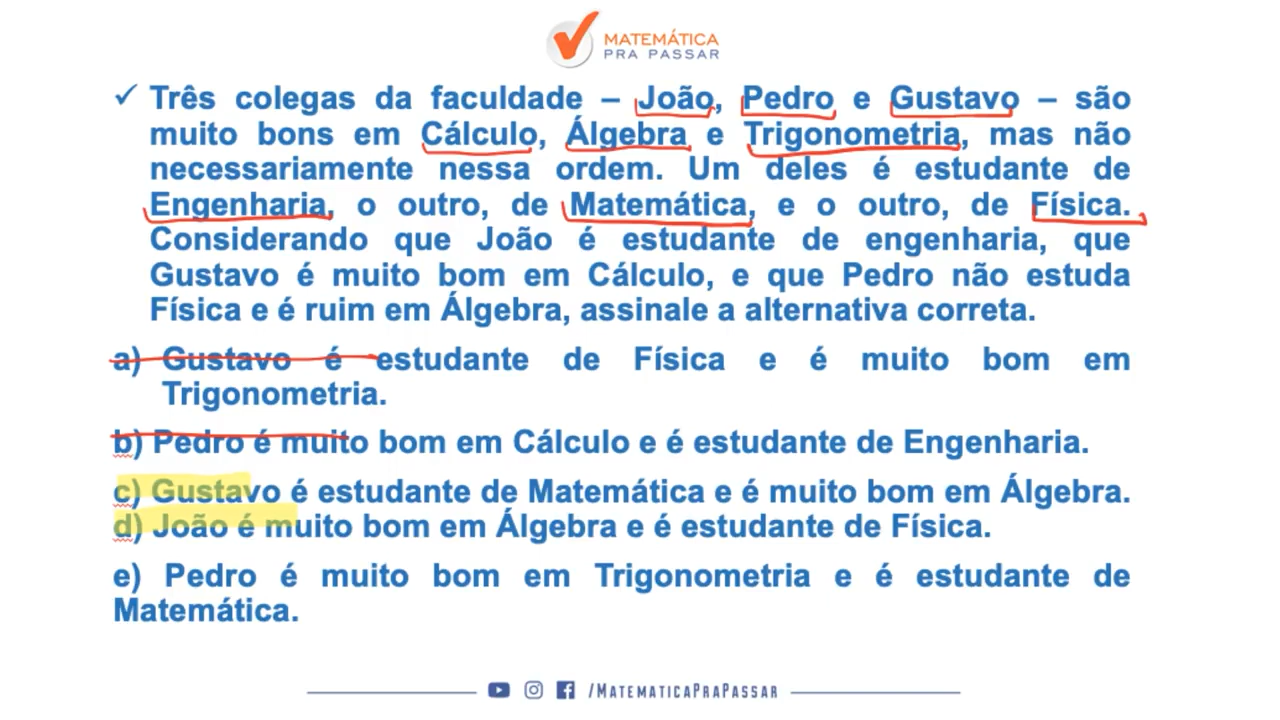 MATEMÁTICA
PRA PASSAR
✓ Três colegas da faculdade – João, Pedro e Gustavo – são
muito bons em Cálculo, Álgebra e Trigonometria, mas não
necessariamente nessa ordem. Um deles é estudante de
Engenharia, o outro, de Matemática, e o outro, de Física.
Considerando que João é estudante de engenharia, que
Gustavo é muito bom em Cálculo, e que Pedro não estuda
Física e é ruim em Álgebra, assinale a alternativa correta.
a) Gustavo é estudante de Física e é muito bom em
Trigonometria.
b) Pedro é muito bom em Cálculo e é estudante de Engenharia.
c) Gustavo é estudante de Matemática e é muito bom em Álgebra.
d) João é muito bom em Álgebra e é estudante de Física.
e) Pedro é muito bom em Trigonometria e é estudante de
Matemática.
/MATEMATICAPRAPASSAR